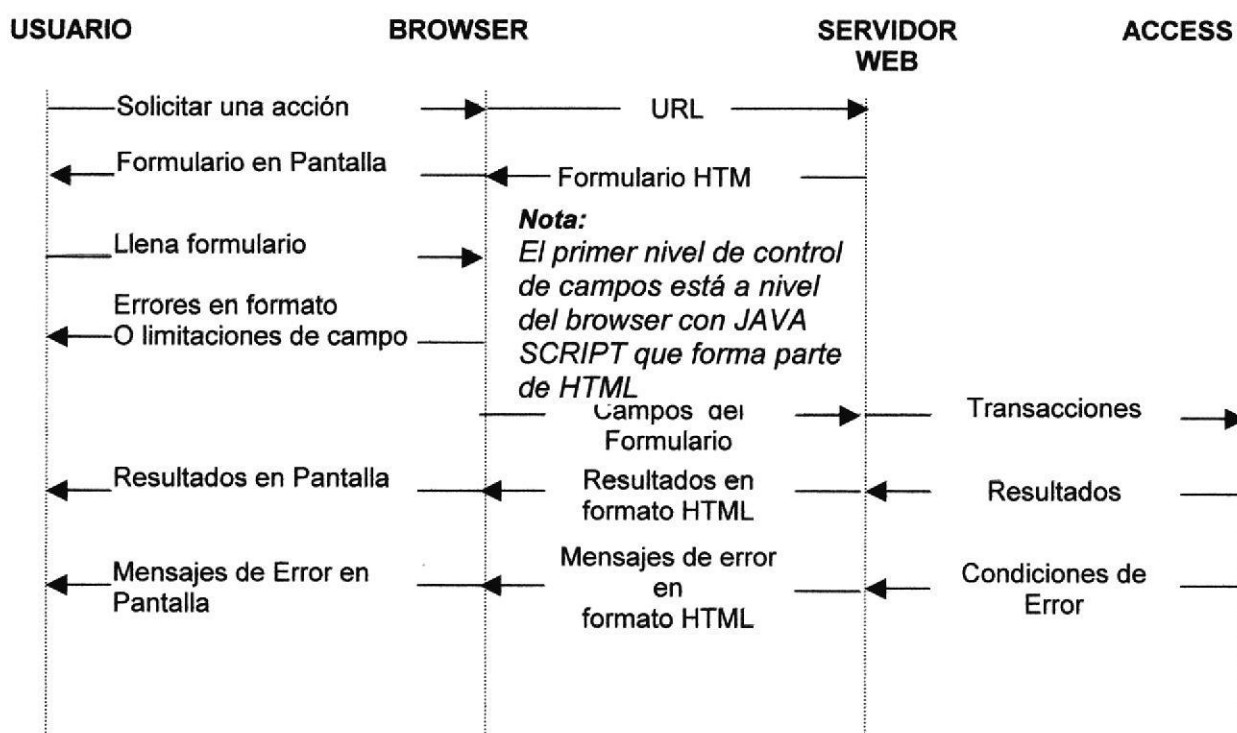 USUARIO BROWSER SERVIDOR WEB ACCESS
Solicitar una acción URL
Formulario en Pantalla Formulario HTM
Nota:
El primer nivel de control
de campos está a nivel
del browser con JAVA
SCRIPT que forma parte
de HTML
Llena formulario
Errores en formato
O limitaciones de campo
Campos del
Formulario
Transacciones
Resultados en Pantalla
Resultados en
formato HTML
Resultados
Mensajes de Error en
Pantalla
Mensajes de error
en
formato HTML
Condiciones de
Error